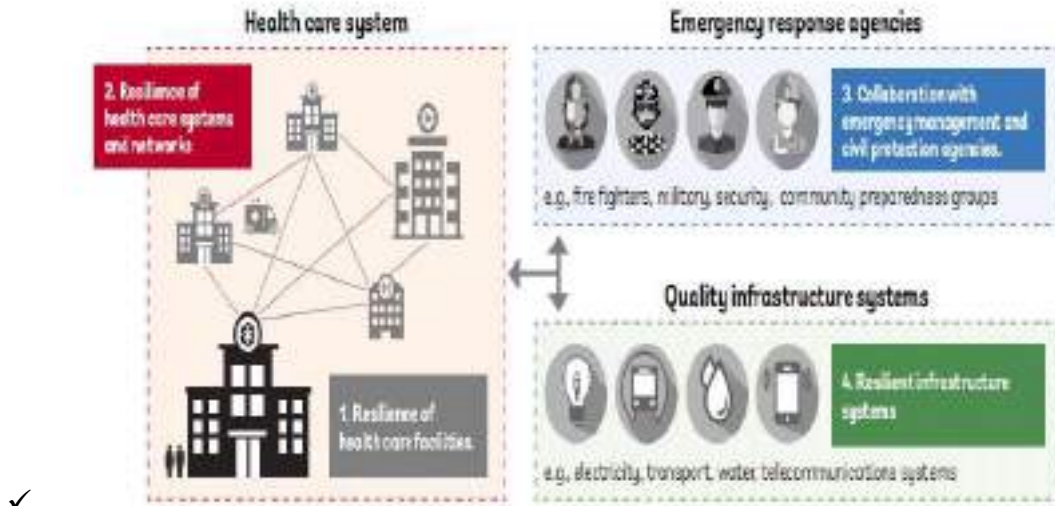 Health care system
2. Resilience of
health care systems
and networks
1. Resilience of
health care facilities.
Emergency response agencies
3. Collaboration with
emergency management and
civil protection agencies.
e.g., fire fighters, military, security, community preparedness groups
Quality infrastructure systems
4. Resilient infrastructure
systems
e.g., electricity, transport, water, telecommunications systems